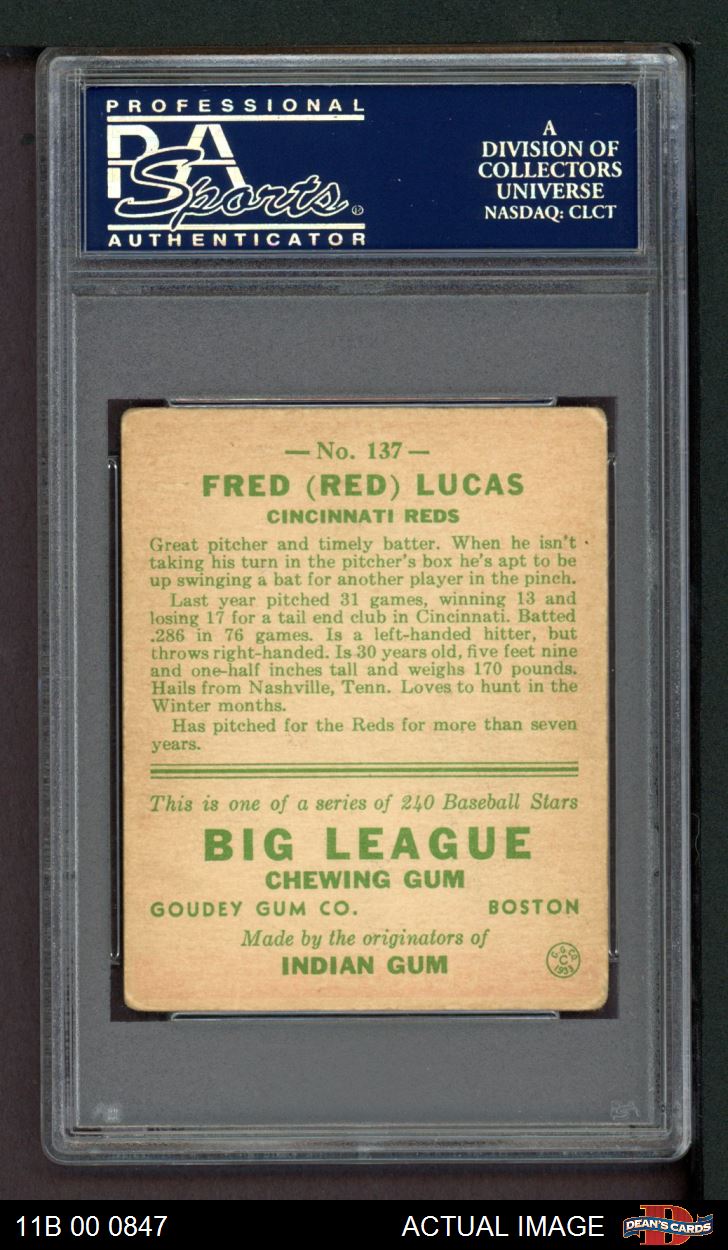 PROFESSIONAL
PSA
Sports
AUTHENTICATOR
A
DIVISION OF
COLLECTORS
UNIVERSE
NASDAQ: CLCT
— No. 137 —
FRED (RED) LUCAS
CINCINNATI REDS
Great pitcher and timely batter. When he isn't
taking his turn in the pitcher's box he's apt to be
up swinging a bat for another player in the pinch.
Last year pitched 31 games, winning 13 and
losing 17 for a tail end club in Cincinnati. Batted
.286 in 76 games. Is a left-handed hitter, but
throws right-handed. Is 30 years old, five feet nine
and one-half inches tall and weighs 170 pounds.
Hails from Nashville, Tenn. Loves to hunt in the
Winter months.
Has pitched for the Reds for more than seven
years.
This is one of a series of 240 Baseball Stars
BIG LEAGUE
CHEWING GUM
GOUDEY GUM CO. BOSTON
Made by the originators of
INDIAN GUM
G.G.CO
C
1933
11B 00 0847 ACTUAL IMAGE DEAN'S CARDS